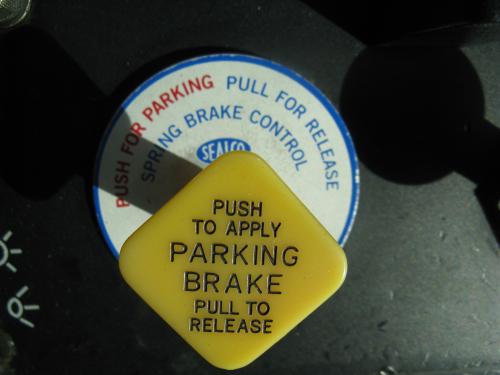 PUSH FOR PARKING PULL FOR RELEASE
SPRING BRAKE CONTROL
SEALCO
PUSH
TO APPLY
PARKING
BRAKE
PULL TO
RELEASE